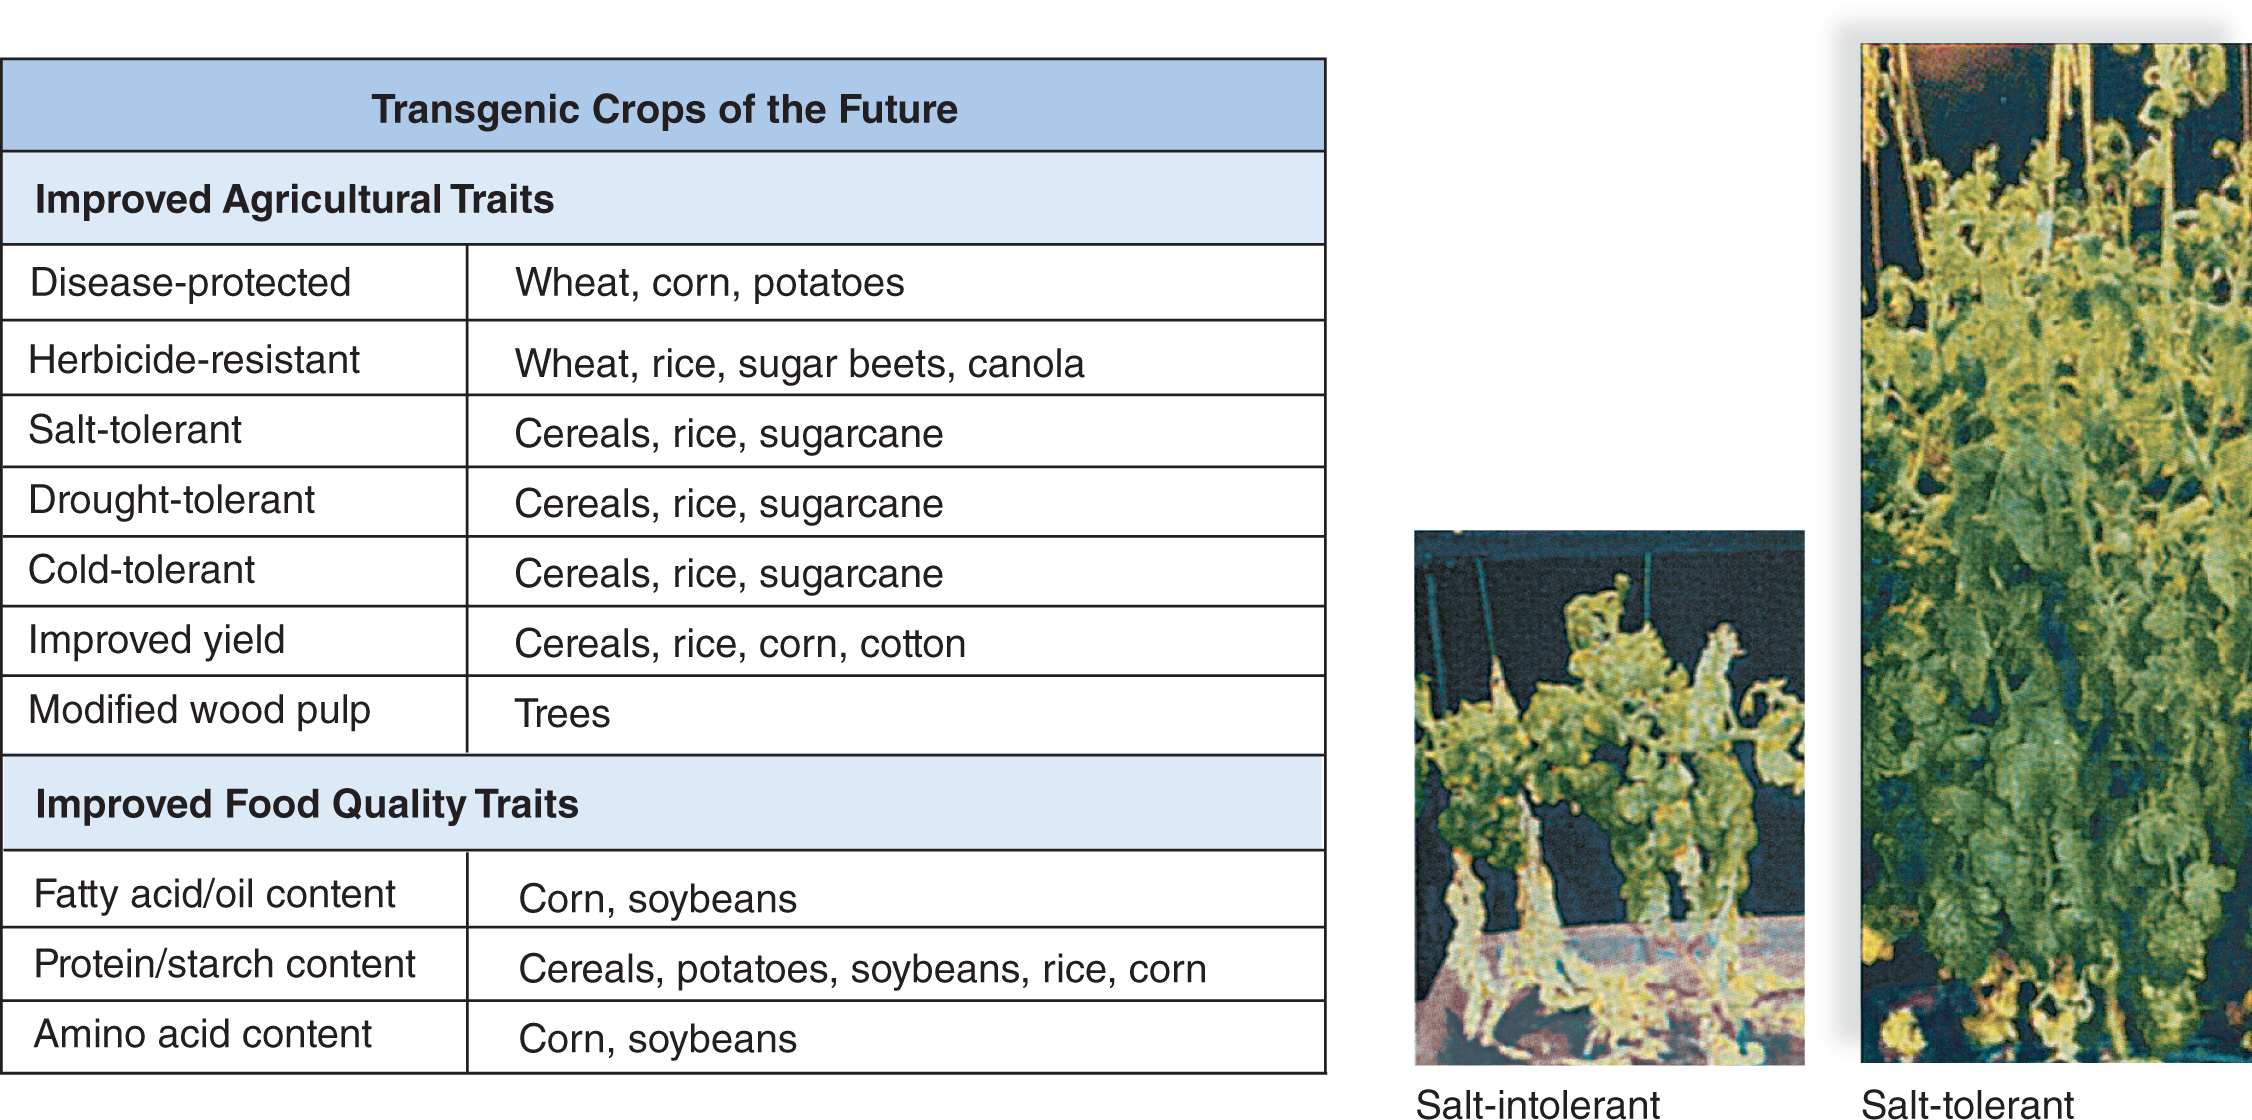 Transgenic Crops of the Future
Improved Agricultural Traits
Disease-protected Wheat, corn, potatoes
Herbicide-resistant Wheat, rice, sugar beets, canola
Salt-tolerant Cereals, rice, sugarcane
Drought-tolerant Cereals, rice, sugarcane
Cold-tolerant Cereals, rice, sugarcane
Improved yield Cereals, rice, corn, cotton
Modified wood pulp Trees
Improved Food Quality Traits
Fatty acid/oil content Corn, soybeans
Protein/starch content Cereals, potatoes, soybeans, rice, corn
Amino acid content Corn, soybeans
Salt-intolerant
Salt-tolerant